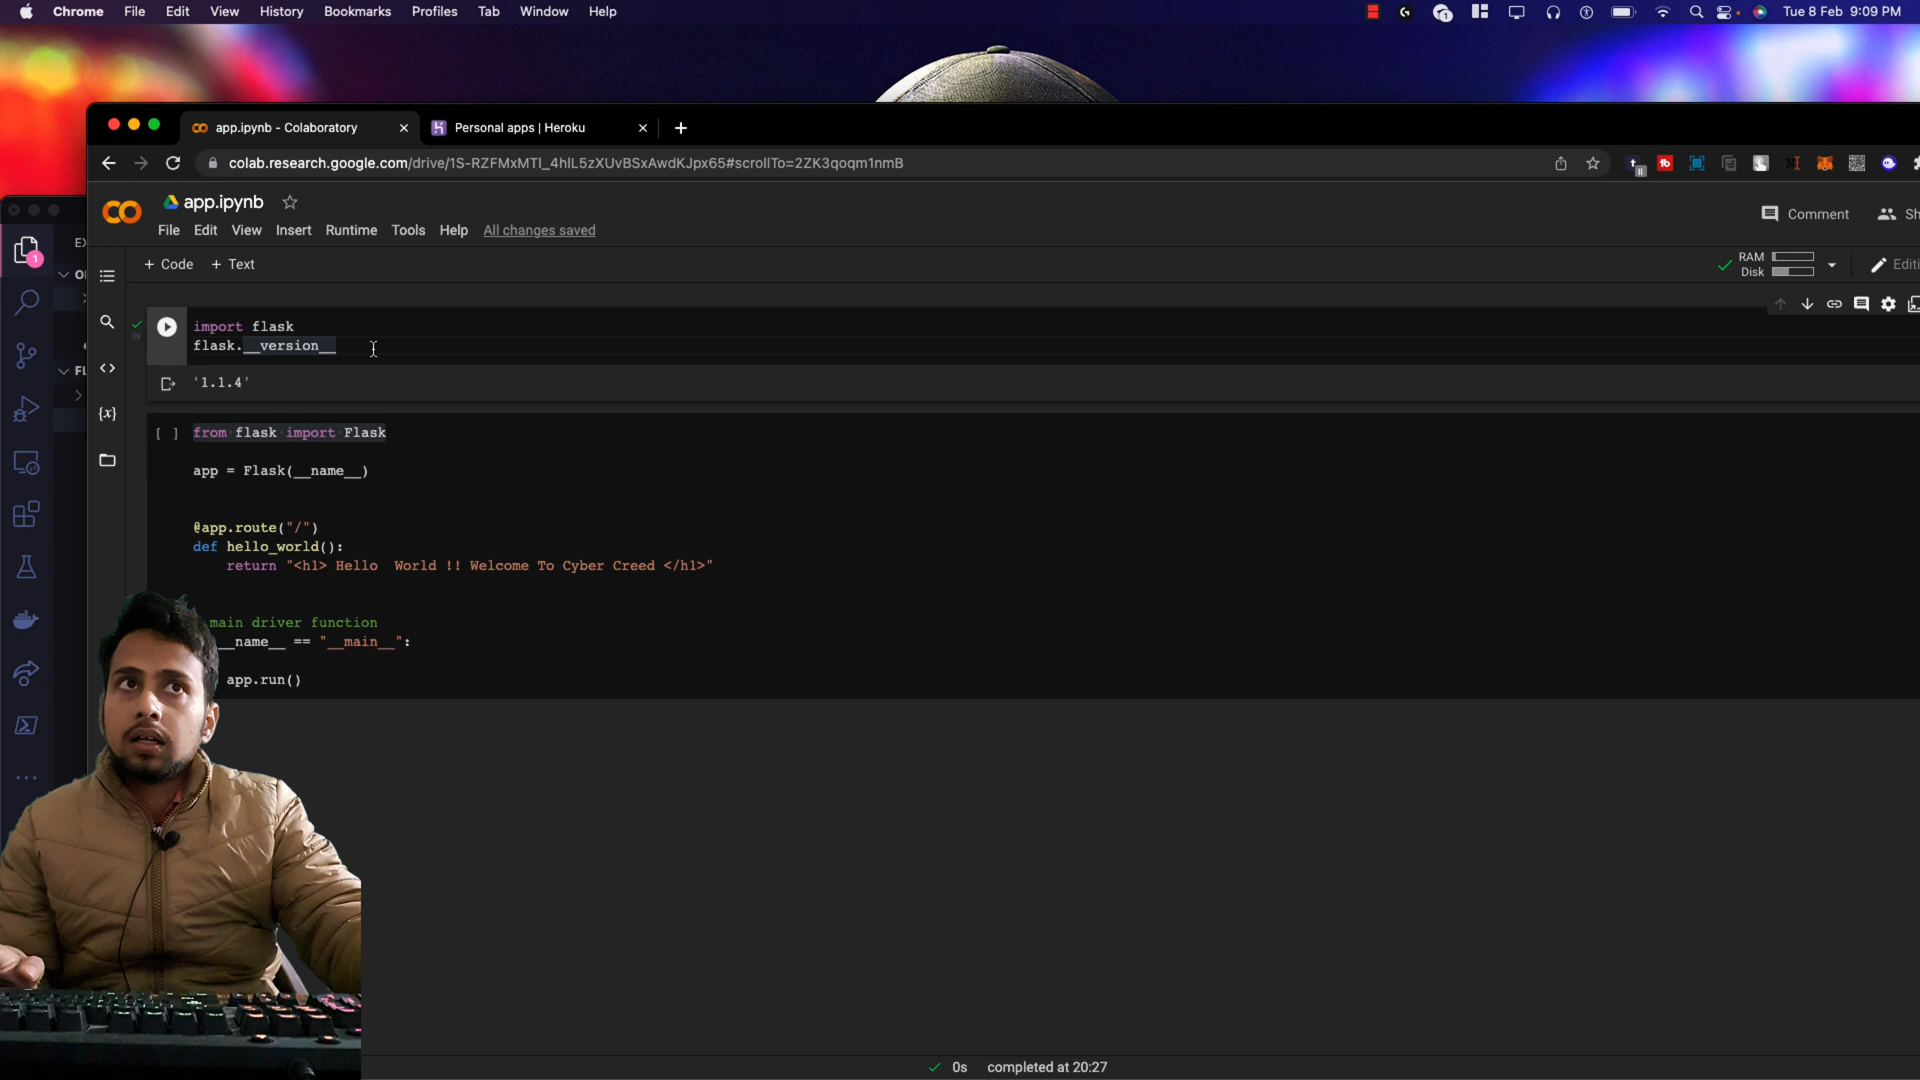 Chrome File Edit View History Bookmarks Profiles Tab Window Help
Tue 8 Feb 9:09 PM
app.ipynb - Colaboratory
Personal apps | Heroku
colab.research.google.com/drive/1S-RZFMxMTI_4hlL5zXUvBSxAwdKJpx65#scrollTo=2ZK3qoqm1nmB
app.ipynb
File Edit View Insert Runtime Tools Help All changes saved
Comment
+ Code + Text
RAM
Disk
import flask
flask.__version__
'1.1.4'
[ ] from flask import Flask
app = Flask(__name__)
@app.route("/")
def hello_world():
return "<h1> Hello  World !! Welcome To Cyber Creed </h1>"
main driver function
__name__ == "__main__":
app.run()
0s completed at 20:27